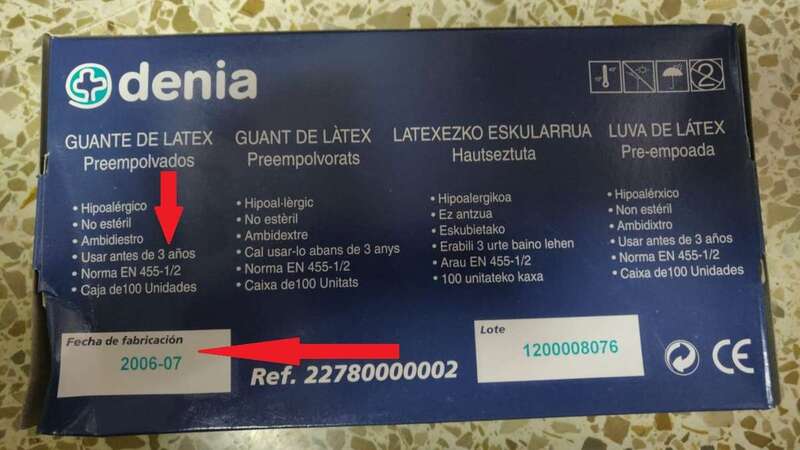 denia
GUANTE DE LATEX
Preempolvados
• Hipoalérgico
• No estéril
• Ambidiestro
• Usar antes de 3 años
• Norma EN 455-1/2
• Caja de100 Unidades
GUANT DE LÀTEX
Preempolvorats
• Hipoal·lèrgic
• No estèril
• Ambidextre
• Cal usar-lo abans de 3 anys
• Norma EN 455-1/2
• Caixa de100 Unitats
LATEXEZKO ESKULARRUA
Hautseztuta
• Hipoalergikoa
• Ez antzua
• Eskubietako
• Erabili 3 urte baino lehen
• Arau EN 455-1/2
• 100 unitateko kaxa
LUVA DE LÁTEX
Pre-empoada
• Hipoalérxico
• Non estéril
• Ambidixtro
• Usar antes de 3 años
• Norma EN 455-1/2
• Caixa de100 Unidades
Fecha de fabricación
2006-07
Ref. 22780000002
Lote
1200008076
CE